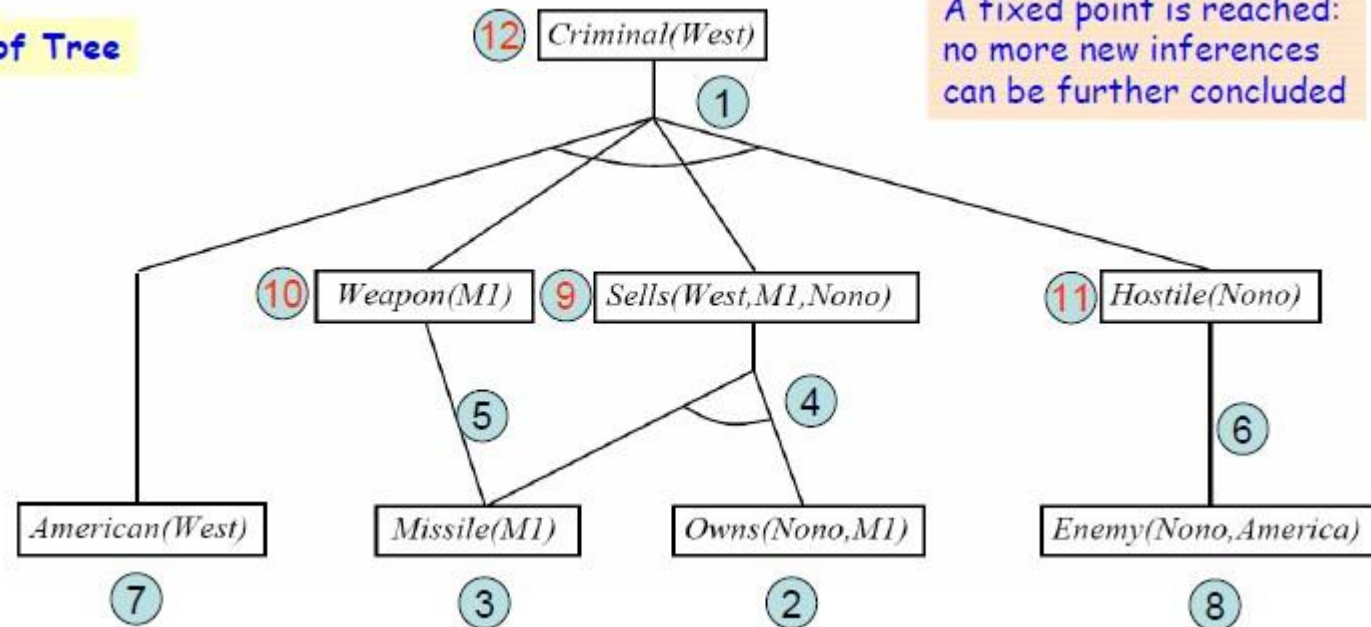 of Tree
A fixed point is reached:
no more new inferences
can be further concluded
12
Criminal(West)
1
10
Weapon(M1)
9
Sells(West,M1,Nono)
11
Hostile(Nono)
5
4
6
American(West)
Missile(M1)
Owns(Nono,M1)
Enemy(Nono,America)
7
3
2
8